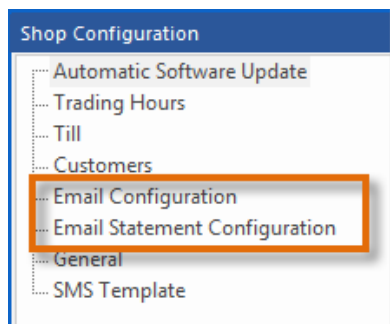 Shop Configuration
Automatic Software Update
Trading Hours
Till
Customers
Email Configuration
Email Statement Configuration
General
SMS Template